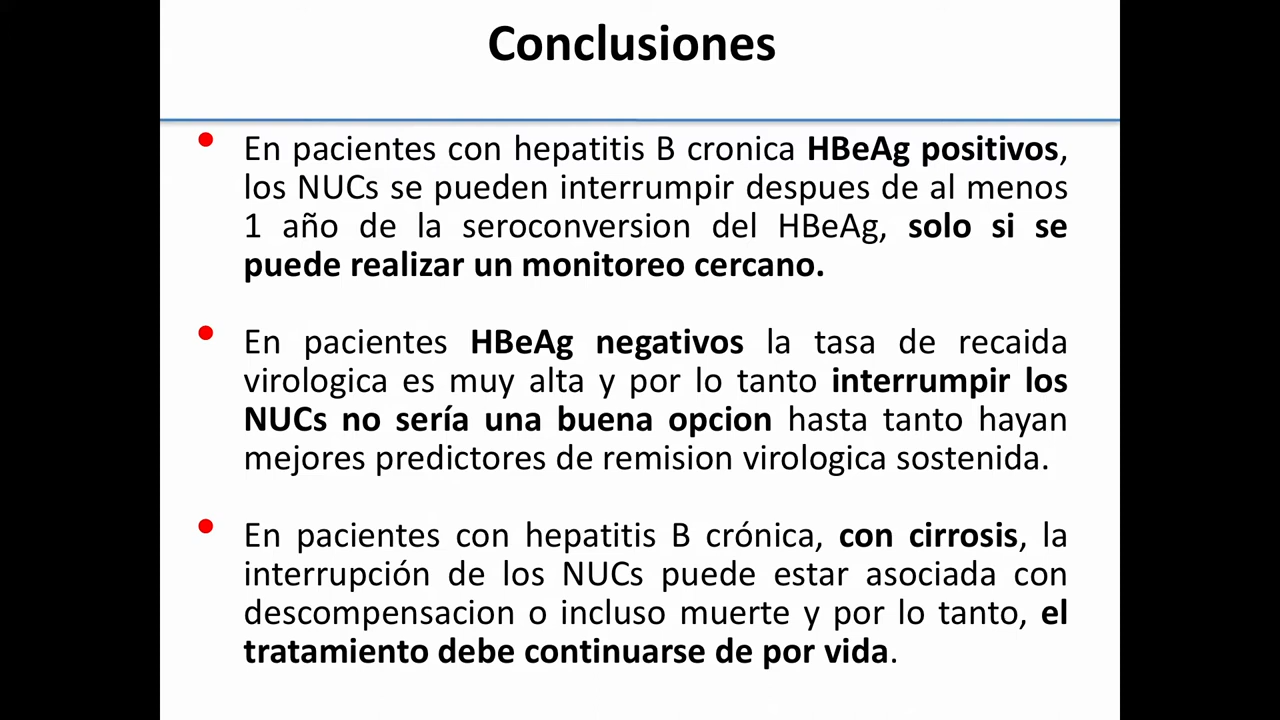 Conclusiones
• En pacientes con hepatitis B cronica HBeAg positivos,
los NUCs se pueden interrumpir despues de al menos
1 año de la seroconversion del HBeAg, solo si se
puede realizar un monitoreo cercano.
• En pacientes HBeAg negativos la tasa de recaida
virologica es muy alta y por lo tanto interrumpir los
NUCs no sería una buena opcion hasta tanto hayan
mejores predictores de remision virologica sostenida.
• En pacientes con hepatitis B crónica, con cirrosis, la
interrupción de los NUCs puede estar asociada con
descompensacion o incluso muerte y por lo tanto, el
tratamiento debe continuarse de por vida.